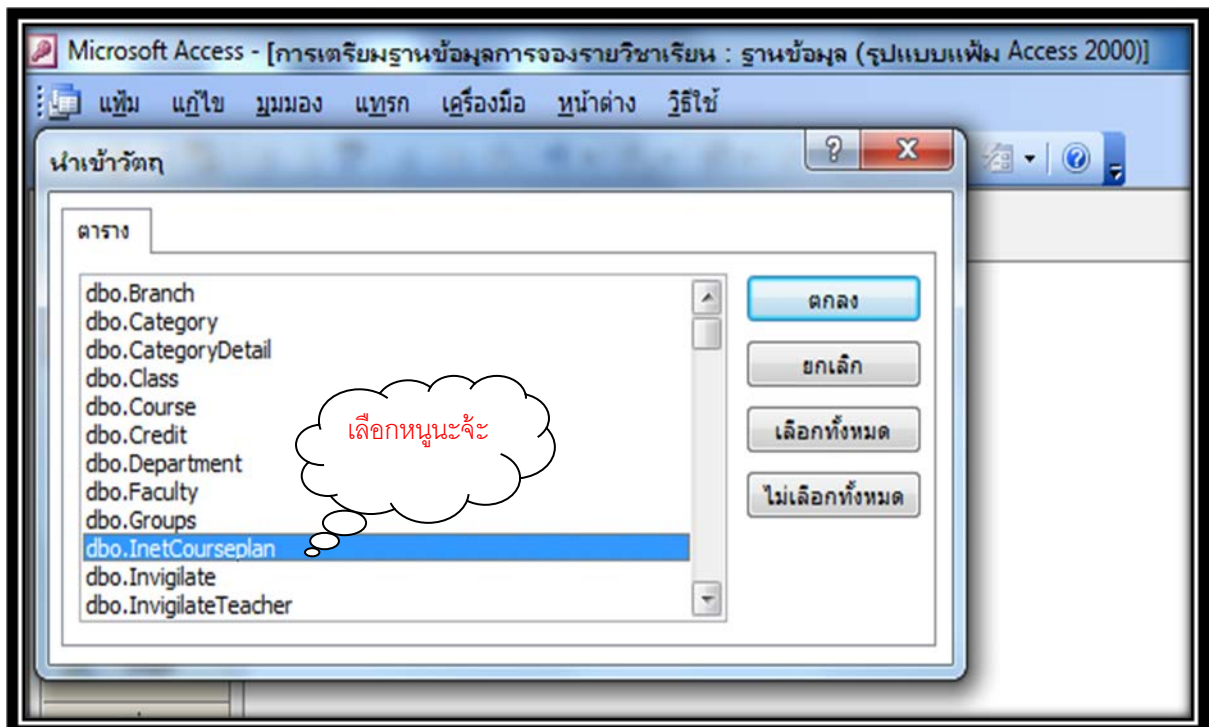 Microsoft Access - [การเตรียมฐานข้อมูลการจองรายวิชาเรียน : ฐานข้อมูล (รูปแบบแฟ้ม Access 2000)]
แฟ้ม แก้ไข มุมมอง แทรก เครื่องมือ หน้าต่าง วิธีใช้
นำเข้าวัตถุ
ตาราง
dbo.Branch
dbo.Category
dbo.CategoryDetail
dbo.Class
dbo.Course
dbo.Credit
dbo.Department
dbo.Faculty
dbo.Groups
dbo.InetCourseplan
dbo.Invigilate
dbo.InvigilateTeacher
เลือกหนูนะจ้ะ
ตกลง
ยกเลิก
เลือกทั้งหมด
ไม่เลือกทั้งหมด